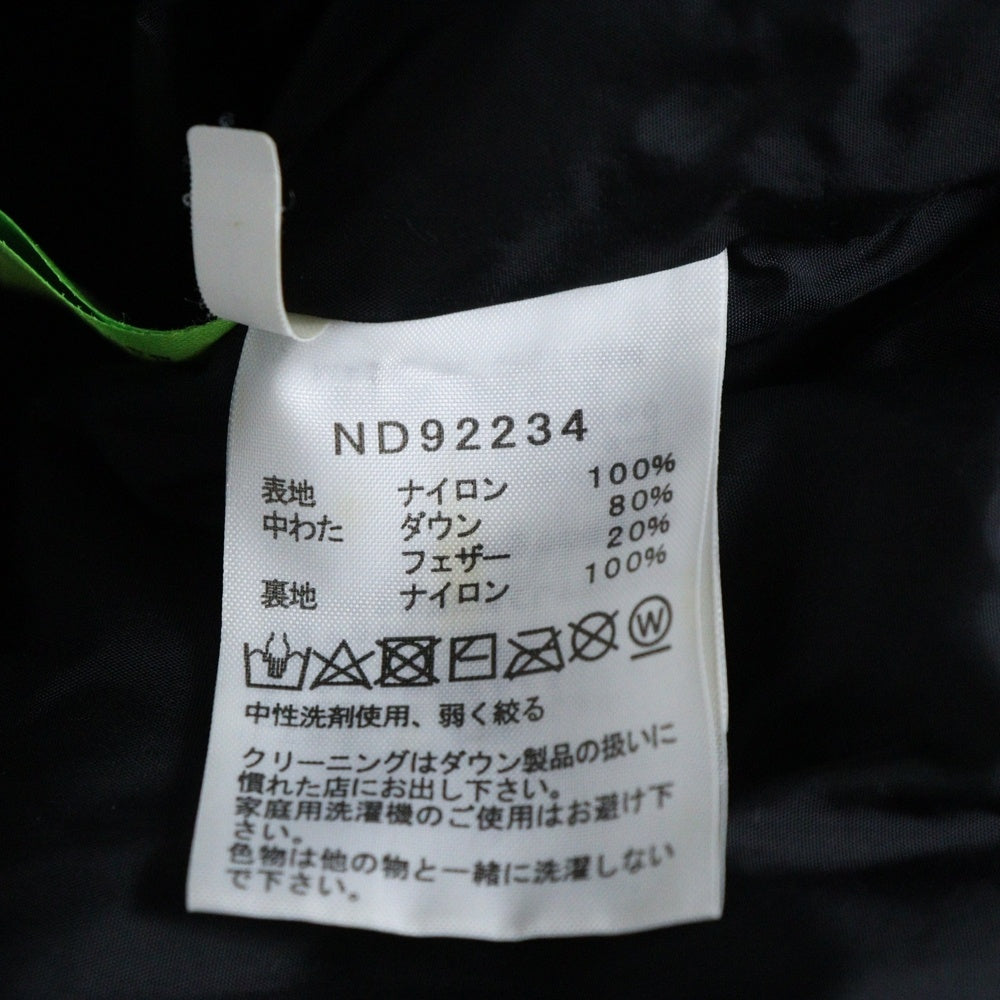 ND92234
表地 ナイロン 100%
中わた ダウン 80%
フェザー 20%
裏地 ナイロン 100%
W
中性洗剤使用、弱く絞る
クリーニングはダウン製品の扱いに
慣れた店にお出し下さい。
家庭用洗濯機のご使用はお避け下
さい。
色物は他の物と一緒に洗濯しない
で下さい。